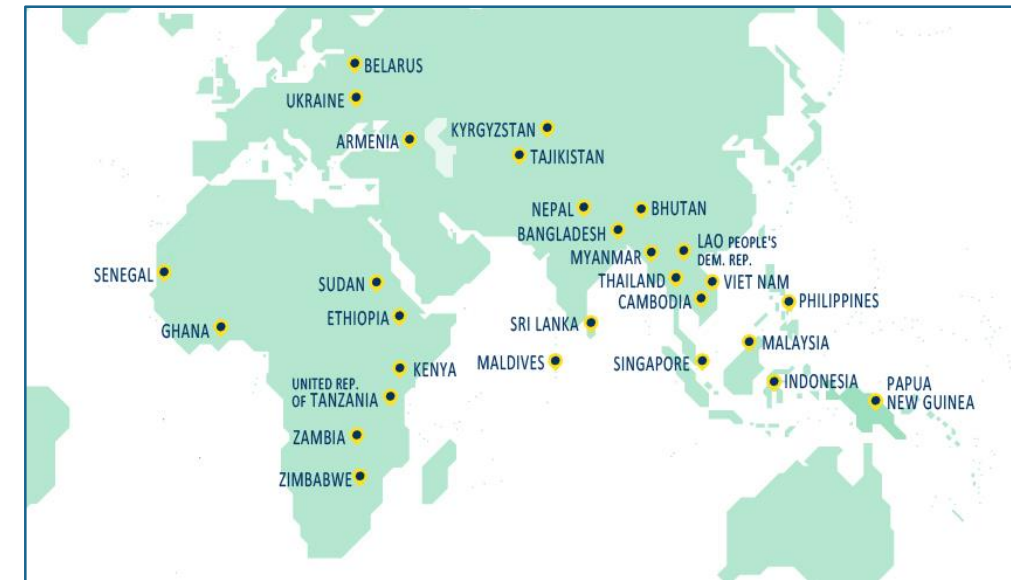 BELARUS
UKRAINE
ARMENIA
KYRGYZSTAN
TAJIKISTAN
NEPAL
BHUTAN
BANGLADESH
MYANMAR
LAO PEOPLE'S
DEM. REP.
SENEGAL
SUDAN
THAILAND
VIET NAM
CAMBODIA
PHILIPPINES
ETHIOPIA
GHANA
SRI LANKA
MALAYSIA
KENYA
MALDIVES
SINGAPORE
INDONESIA
PAPUA
NEW GUINEA
UNITED REP.
OF TANZANIA
ZAMBIA
ZIMBABWE